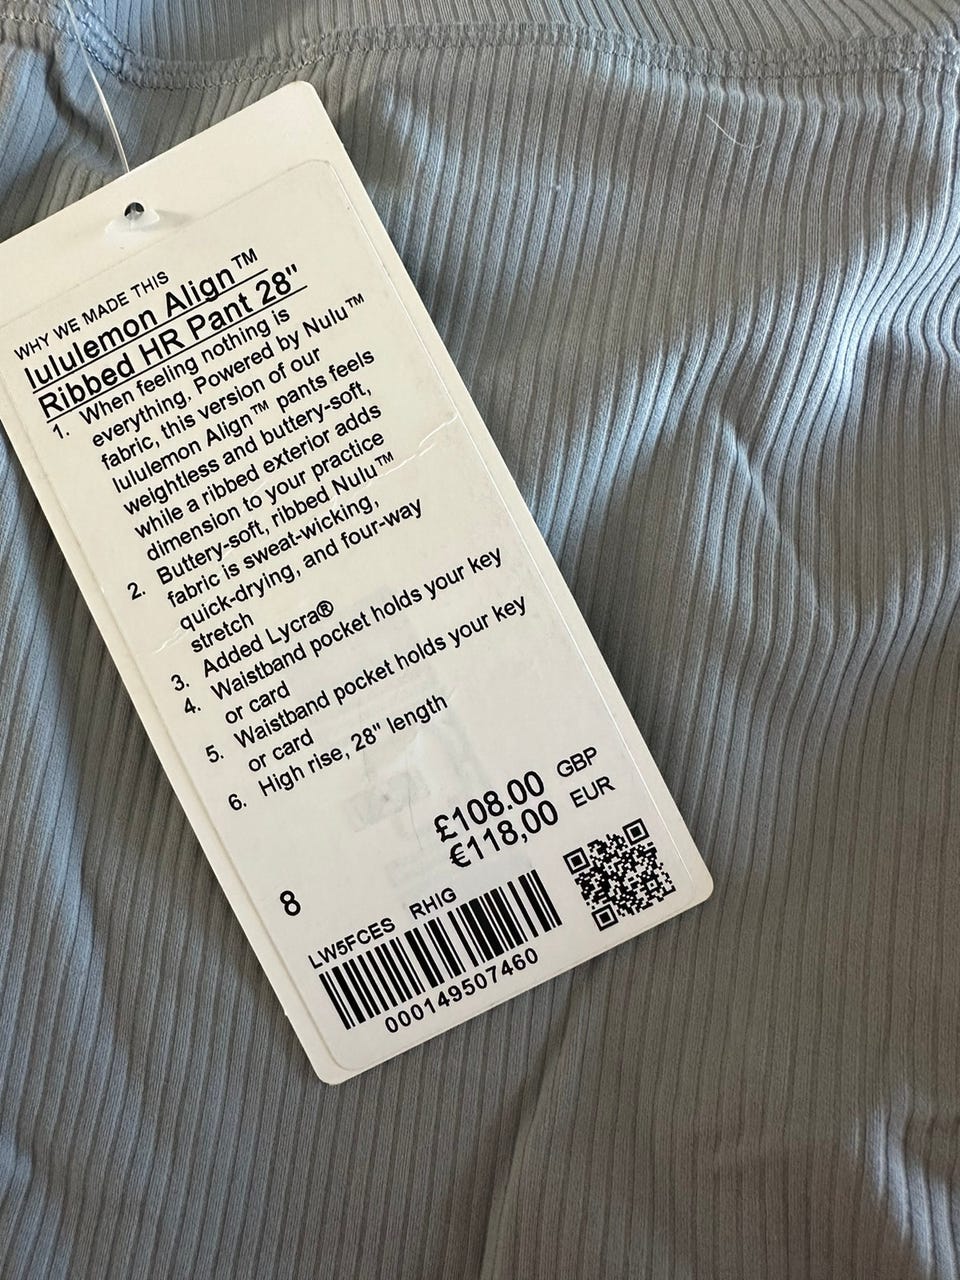 WHY WE MADE THIS
lululemon Align™
Ribbed HR Pant 28"
1. When feeling nothing is
everything. Powered by Nulu™
fabric, this version of our
lululemon Align™ pants feels
weightless and buttery-soft,
while a ribbed exterior adds
dimension to your practice
2. Buttery-soft, ribbed Nulu™
fabric is sweat-wicking,
quick-drying, and four-way
stretch
3. Added Lycra®
4. Waistband pocket holds your key
or card
5. Waistband pocket holds your key
or card
6. High rise, 28" length
£108.00 GBP
€118,00 EUR
8
LW5FCES RHIG
000149507460